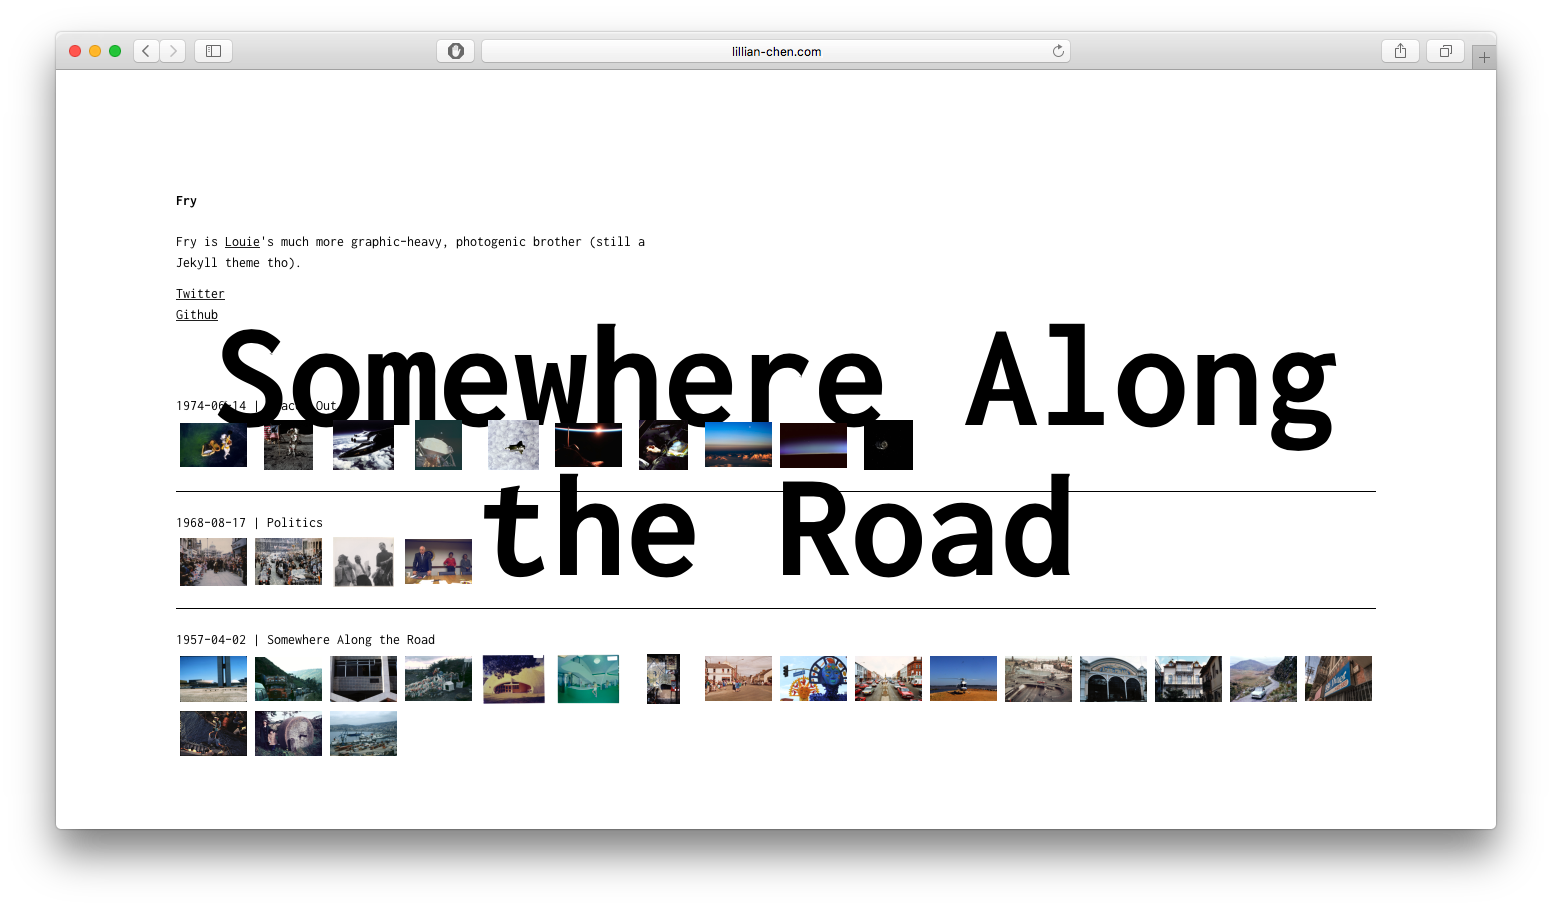 lillian-chen.com
Fry
Fry is Louie's much more graphic-heavy, photogenic brother (still a
Jekyll theme tho).
Twitter
Github
Somewhere Along
the Road
1974-06-14 | Out
1968-08-17 | Politics
1957-04-02 | Somewhere Along the Road